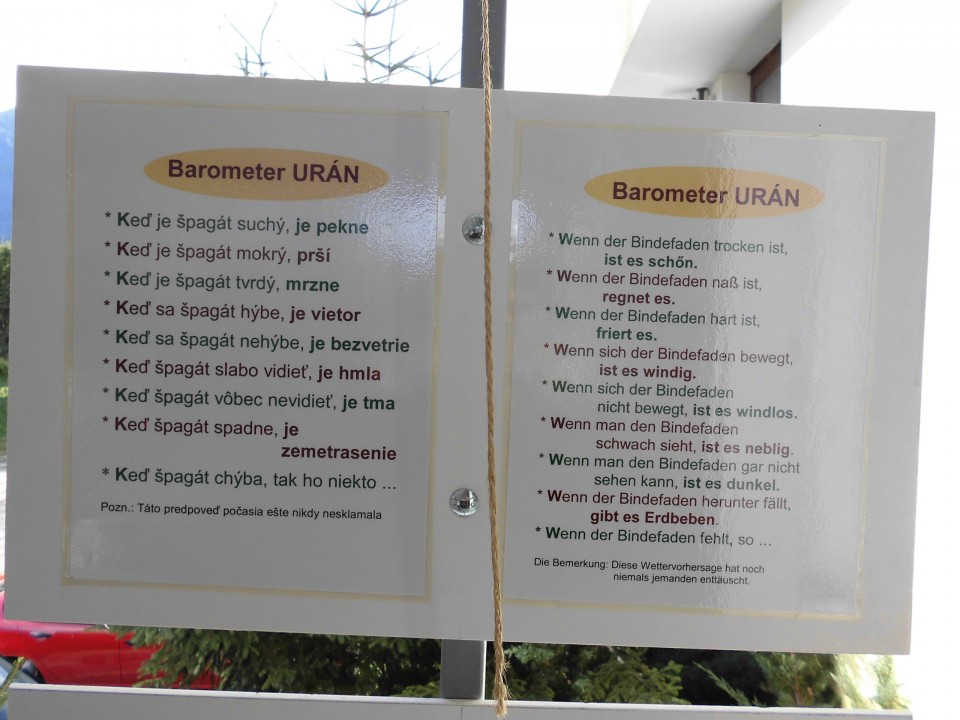 Barometer URÁN
* Keď je špagát suchý, je pekne
* Keď je špagát mokrý, prší
* Keď je špagát tvrdý, mrzne
* Keď sa špagát hýbe, je vietor
* Keď sa špagát nehýbe, je bezvetrie
* Keď špagát slabo vidieť, je hmla
* Keď špagát vôbec nevidieť, je tma
* Keď špagát spadne, je
zemetrasenie
* Keď špagát chýba, tak ho niekto ...
Pozn.: Táto predpoveď počasia ešte nikdy nesklamala
Barometer URÁN
* Wenn der Bindefaden trocken ist,
ist es schőn.
* Wenn der Bindefaden naß ist,
regnet es.
* Wenn der Bindefaden hart ist,
friert es.
* Wenn sich der Bindefaden bewegt,
ist es windig.
* Wenn sich der Bindefaden
nicht bewegt, ist es windlos.
* Wenn man den Bindefaden
schwach sieht, ist es neblig.
* Wenn man den Bindefaden gar nicht
sehen kann, ist es dunkel.
* Wenn der Bindefaden herunter fällt,
gibt es Erdbeben.
* Wenn der Bindefaden fehlt, so ...
Die Bemerkung: Diese Wettervorhersage hat noch
niemals jemanden enttäuscht.